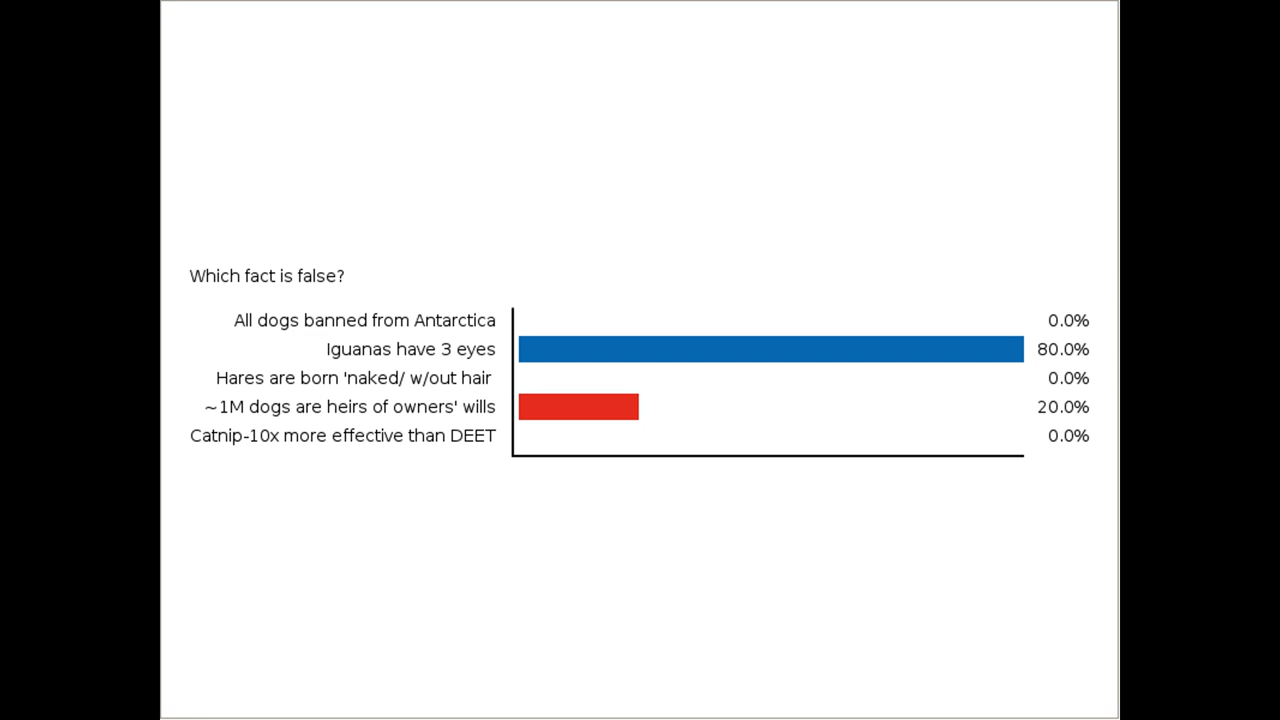 Which fact is false?
All dogs banned from Antarctica 0.0%
Iguanas have 3 eyes 80.0%
Hares are born 'naked/ w/out hair 0.0%
~1M dogs are heirs of owners' wills 20.0%
Catnip-10x more effective than DEET 0.0%